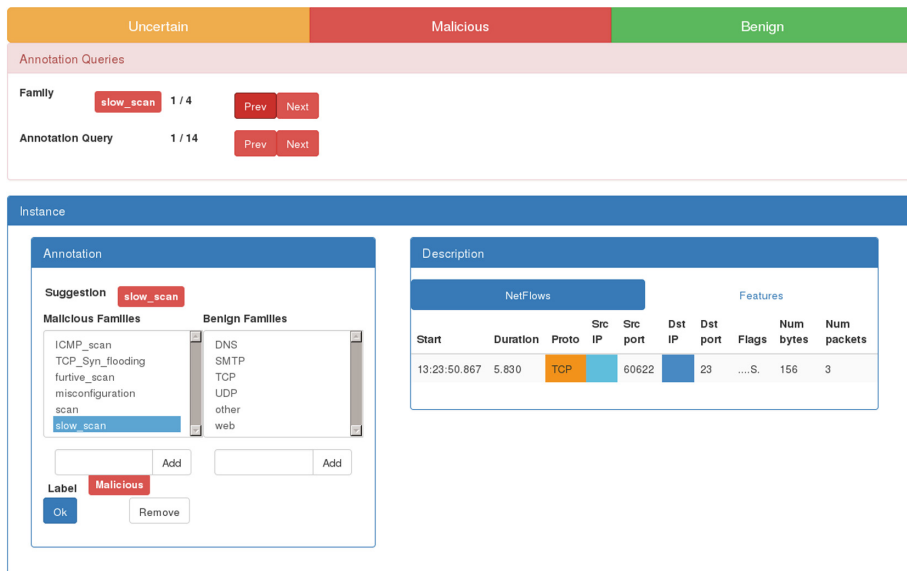 Uncertain Malicious Benign
Annotation Queries
Family slow_scan 1 / 4 Prev Next
Annotation Query 1 / 14 Prev Next
Instance
Annotation
Suggestion slow_scan
Malicious Families Benign Families
ICMP_scan DNS
TCP_Syn_flooding SMTP
furtive_scan TCP
misconfiguration UDP
scan other
slow_scan web
Add Add
Label Malicious
Ok Remove
Description
NetFlows Features
Start Duration Proto Src IP Src port Dst IP Dst port Flags Num bytes Num packets
13:23:50.867 5.830 TCP 60622 23 ....S. 156 3